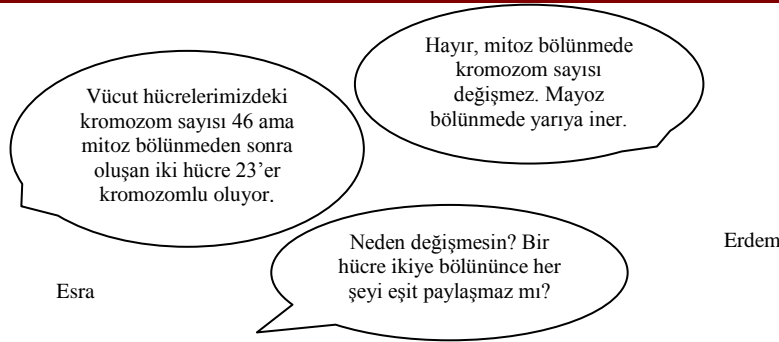 Vücut hücrelerimizdeki
kromozom sayısı 46 ama
mitoz bölünmeden sonra
oluşan iki hücre 23’er
kromozomlu oluyor.
Hayır, mitoz bölünmede
kromozom sayısı
değişmez. Mayoz
bölünmede yarıya iner.
Neden değişmesin? Bir
hücre ikiye bölününce her
şeyi eşit paylaşmaz mı?
Esra
Erdem